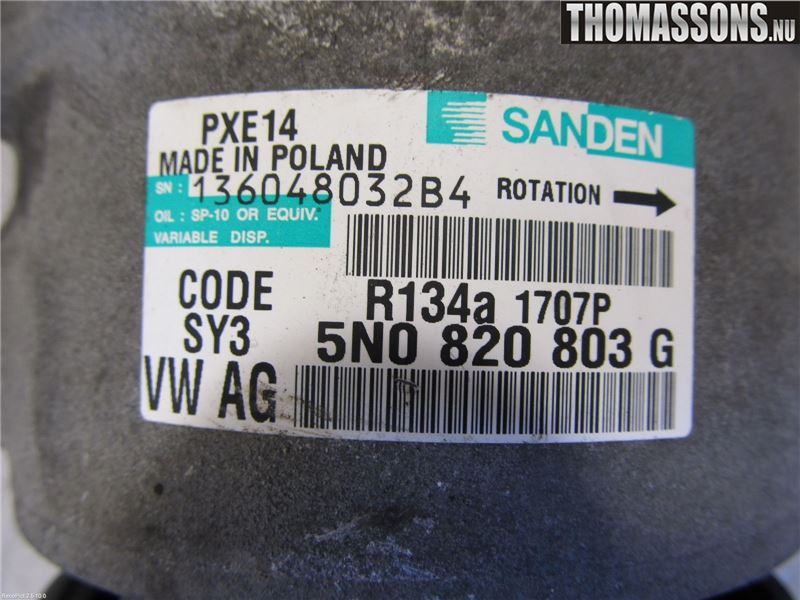 THOMASSONS.NU
PXE14
SANDEN
MADE IN POLAND
SN : 136048032B4
ROTATION
OIL : SP-10 OR EQUIV.
VARIABLE DISP.
CODE
R134a 1707P
SY3
5N0 820 803 G
VW AG